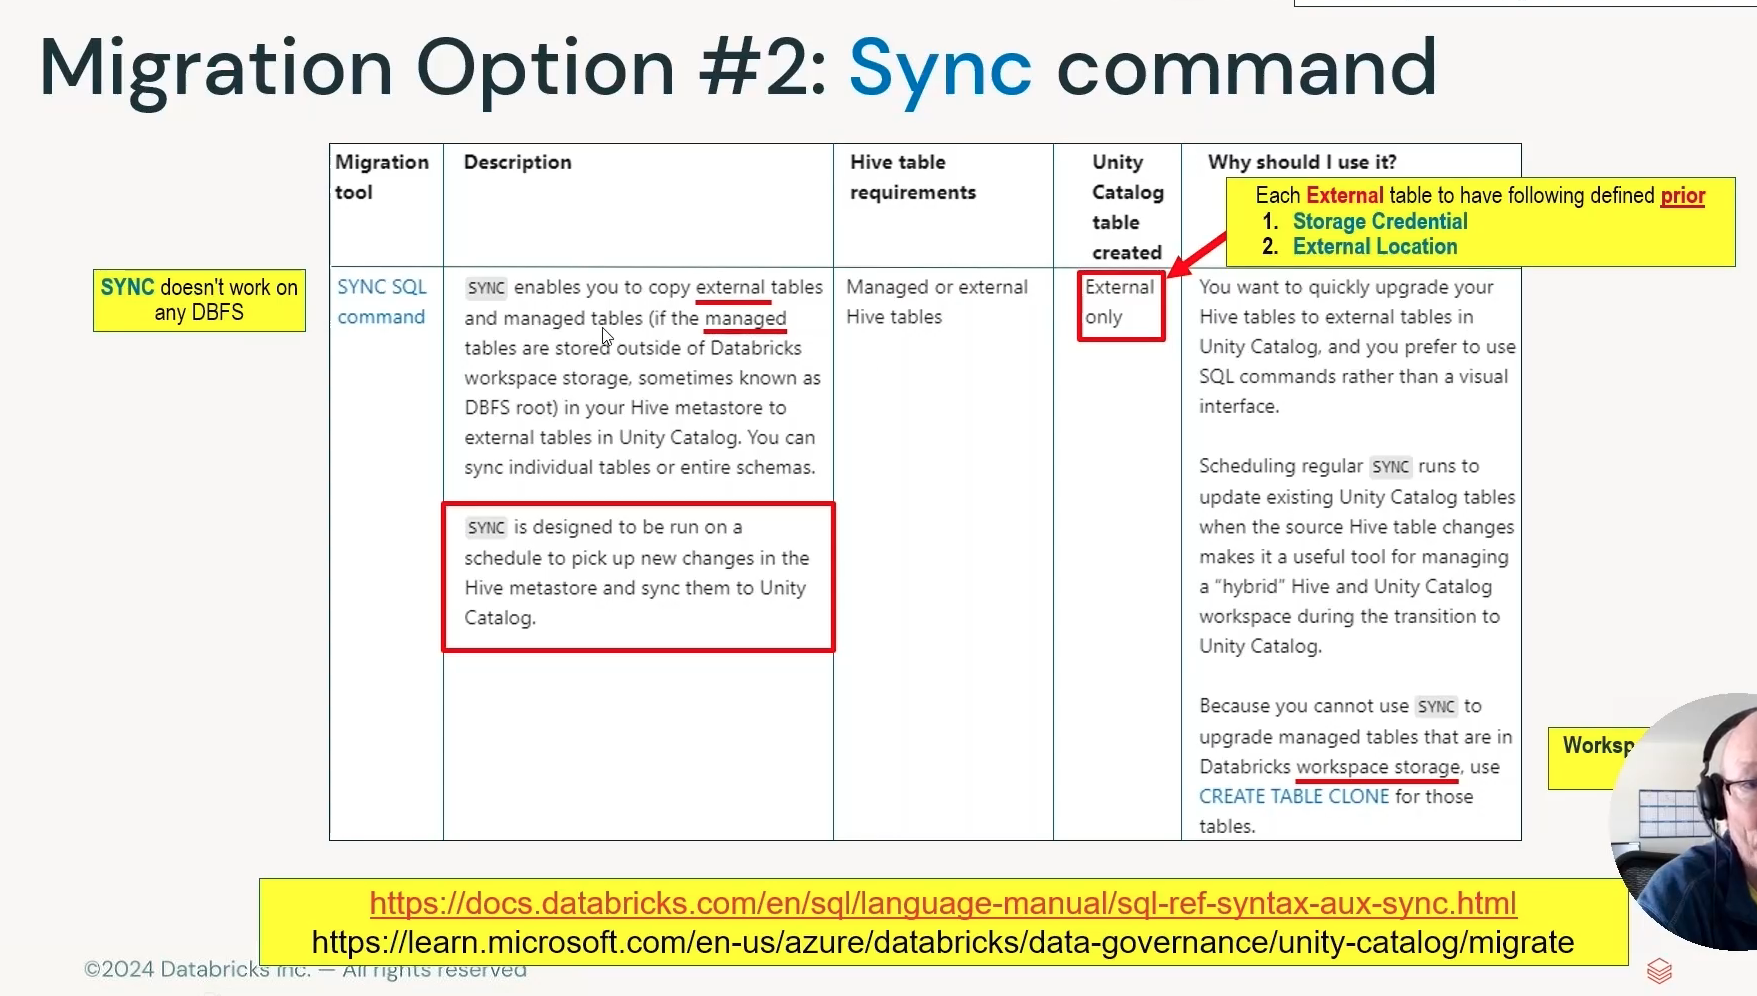 Migration Option #2: Sync command
Migration
tool
Description
Hive table
requirements
Unity
Catalog
table
created
Why should I use it?
Each External table to have following defined prior
1. Storage Credential
2. External Location
SYNC doesn't work on
any DBFS
SYNC SQL
command
SYNC enables you to copy external tables
and managed tables (if the managed
tables are stored outside of Databricks
workspace storage, sometimes known as
DBFS root) in your Hive metastore to
external tables in Unity Catalog. You can
sync individual tables or entire schemas.
SYNC is designed to be run on a
schedule to pick up new changes in the
Hive metastore and sync them to Unity
Catalog.
Managed or external
Hive tables
External
only
You want to quickly upgrade your
Hive tables to external tables in
Unity Catalog, and you prefer to use
SQL commands rather than a visual
interface.
Scheduling regular SYNC runs to
update existing Unity Catalog tables
when the source Hive table changes
makes it a useful tool for managing
a “hybrid” Hive and Unity Catalog
workspace during the transition to
Unity Catalog.
Because you cannot use SYNC to
upgrade managed tables that are in
Databricks workspace storage, use
CREATE TABLE CLONE for those
tables.
https://docs.databricks.com/en/sql/language-manual/sql-ref-syntax-aux-sync.html
https://learn.microsoft.com/en-us/azure/databricks/data-governance/unity-catalog/migrate
©2024 Databricks Inc. — All rights reserved